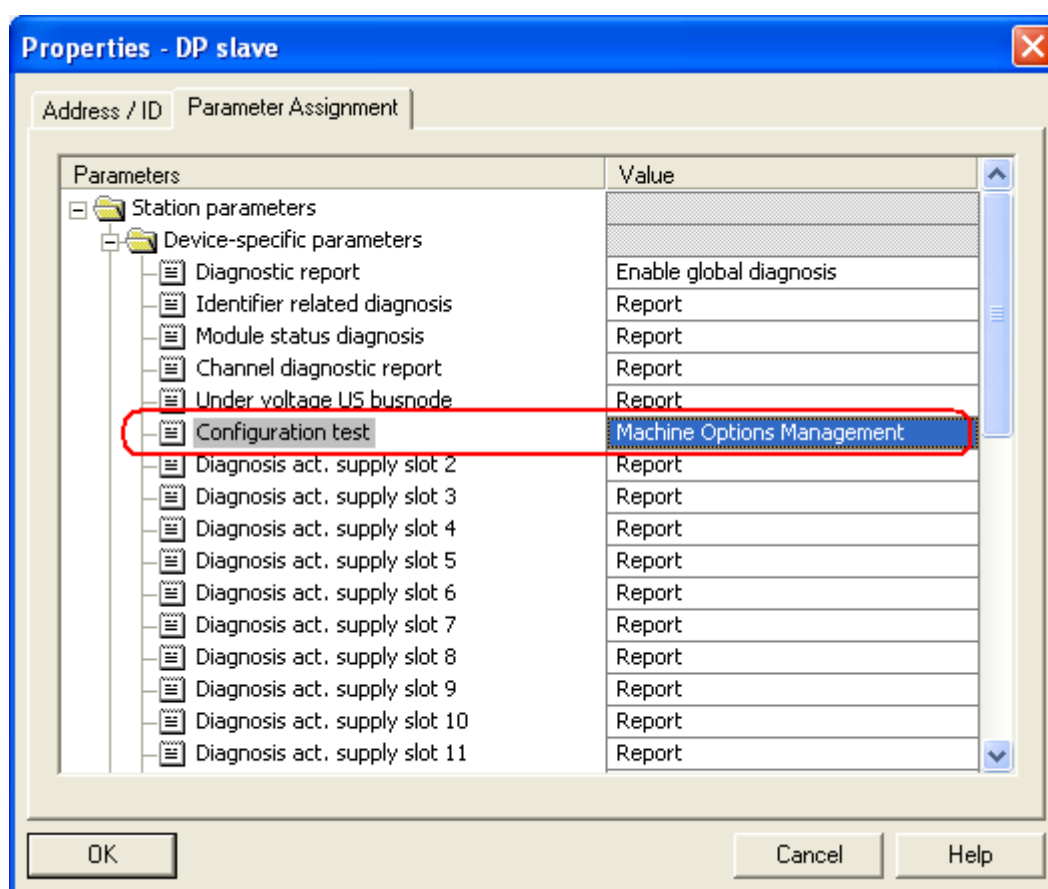 Properties - DP slave
Address / ID Parameter Assignment
Parameters Value
Station parameters
Device-specific parameters
Diagnostic report Enable global diagnosis
Identifier related diagnosis Report
Module status diagnosis Report
Channel diagnostic report Report
Under voltage US busnode Report
Configuration test Machine Options Management
Diagnosis act. supply slot 2 Report
Diagnosis act. supply slot 3 Report
Diagnosis act. supply slot 4 Report
Diagnosis act. supply slot 5 Report
Diagnosis act. supply slot 6 Report
Diagnosis act. supply slot 7 Report
Diagnosis act. supply slot 8 Report
Diagnosis act. supply slot 9 Report
Diagnosis act. supply slot 10 Report
Diagnosis act. supply slot 11 Report
OK Cancel Help